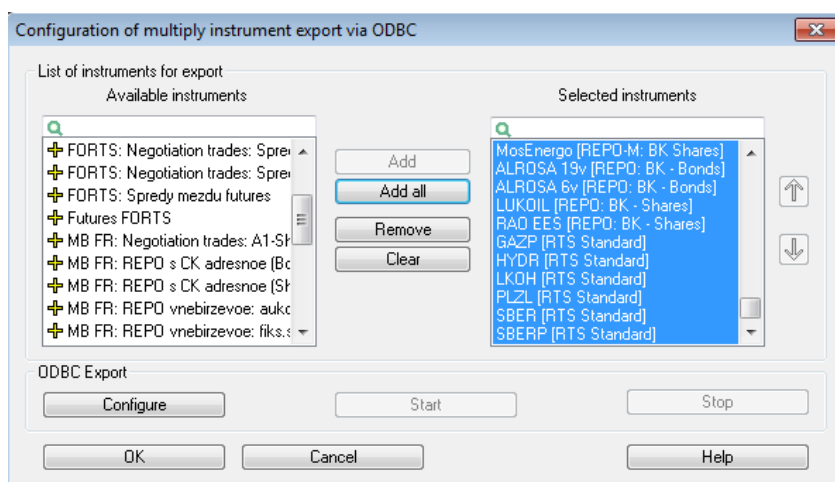 Configuration of multiply instrument export via ODBC
List of instruments for export
Available instruments
FORTS: Negotiation trades: Spre
FORTS: Negotiation trades: Spre
FORTS: Spredy mezdu futures
Futures FORTS
MB FR: Negotiation trades: A1-Sh
MB FR: REPO s CK adresnoe (Bo
MB FR: REPO s CK adresnoe (Sh
MB FR: REPO vnebirzevoe: aukc
MB FR: REPO vnebirzevoe: fiks.s
Add
Add all
Remove
Clear
Selected instruments
MosEnergo [REPO-M: BK Shares]
ALROSA 19v [REPO: BK - Bonds]
ALROSA 6v [REPO: BK - Bonds]
LUKOIL [REPO: BK - Shares]
RAO EES [REPO: BK - Shares]
GAZP [RTS Standard]
HYDR [RTS Standard]
LKOH [RTS Standard]
PLZL [RTS Standard]
SBER [RTS Standard]
SBERP [RTS Standard]
ODBC Export
Configure
Start
Stop
OK
Cancel
Help